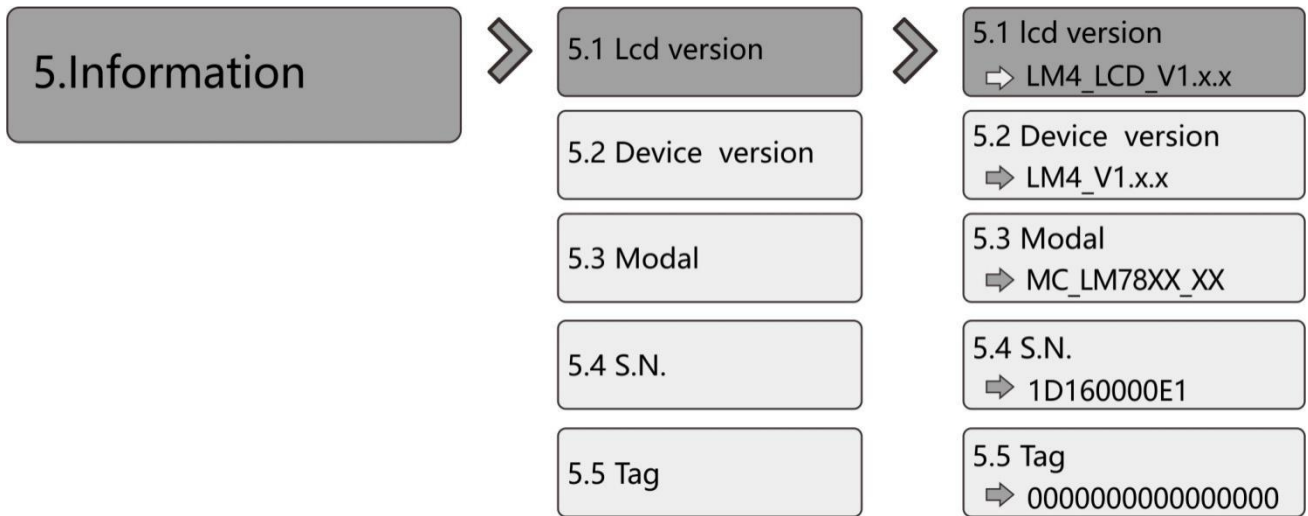 5.Information
5.1 Lcd version
5.2 Device version
5.3 Modal
5.4 S.N.
5.5 Tag
5.1 lcd version
LM4_LCD_V1.x.x
5.2 Device version
LM4_V1.x.x
5.3 Modal
MC_LM78XX_XX
5.4 S.N.
1D160000E1
5.5 Tag
0000000000000000